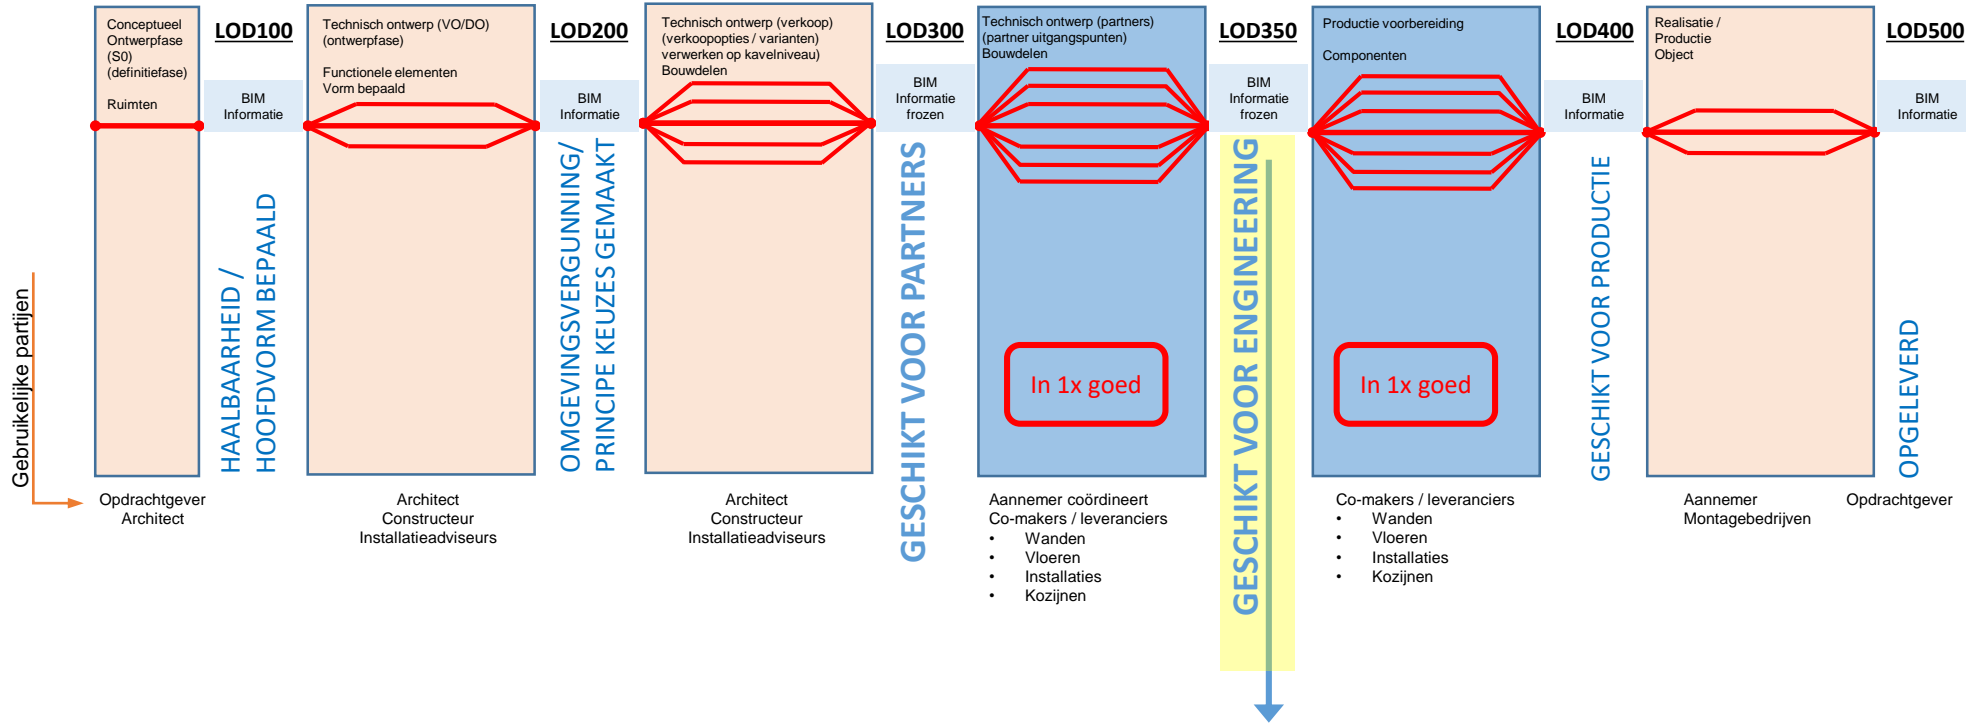 Conceptueel
Ontwerpfase
(S0)
(definitiefase)
Ruimten
LOD100
BIM
Informatie
HAALBAARHEID /
HOOFDVORM BEPAALD
Technisch ontwerp (VO/DO)
(ontwerpfase)
Functionele elementen
Vorm bepaald
LOD200
BIM
Informatie
OMGEVINGSVERGUNNING/
PRINCIPE KEUZES GEMAAKT
Technisch ontwerp (verkoop)
(verkoopopties / varianten)
verwerken op kavelniveau)
Bouwdelen
LOD300
BIM
Informatie
frozen
GESCHIKT VOOR PARTNERS
Technisch ontwerp (partners)
(partner uitgangspunten)
Bouwdelen
In 1x goed
LOD350
BIM
Informatie
frozen
GESCHIKT VOOR ENGINEERING
Productie voorbereiding
Componenten
In 1x goed
LOD400
BIM
Informatie
GESCHIKT VOOR PRODUCTIE
Realisatie /
Productie
Object
LOD500
BIM
Informatie
OPGELEVERD
Gebruikelijke partijen
Opdrachtgever
Architect
Architect
Constructeur
Installatieadviseurs
Architect
Constructeur
Installatieadviseurs
Aannemer coördineert
Co-makers / leveranciers
• Wanden
• Vloeren
• Installaties
• Kozijnen
Co-makers / leveranciers
• Wanden
• Vloeren
• Installaties
• Kozijnen
Aannemer
Montagebedrijven
Opdrachtgever